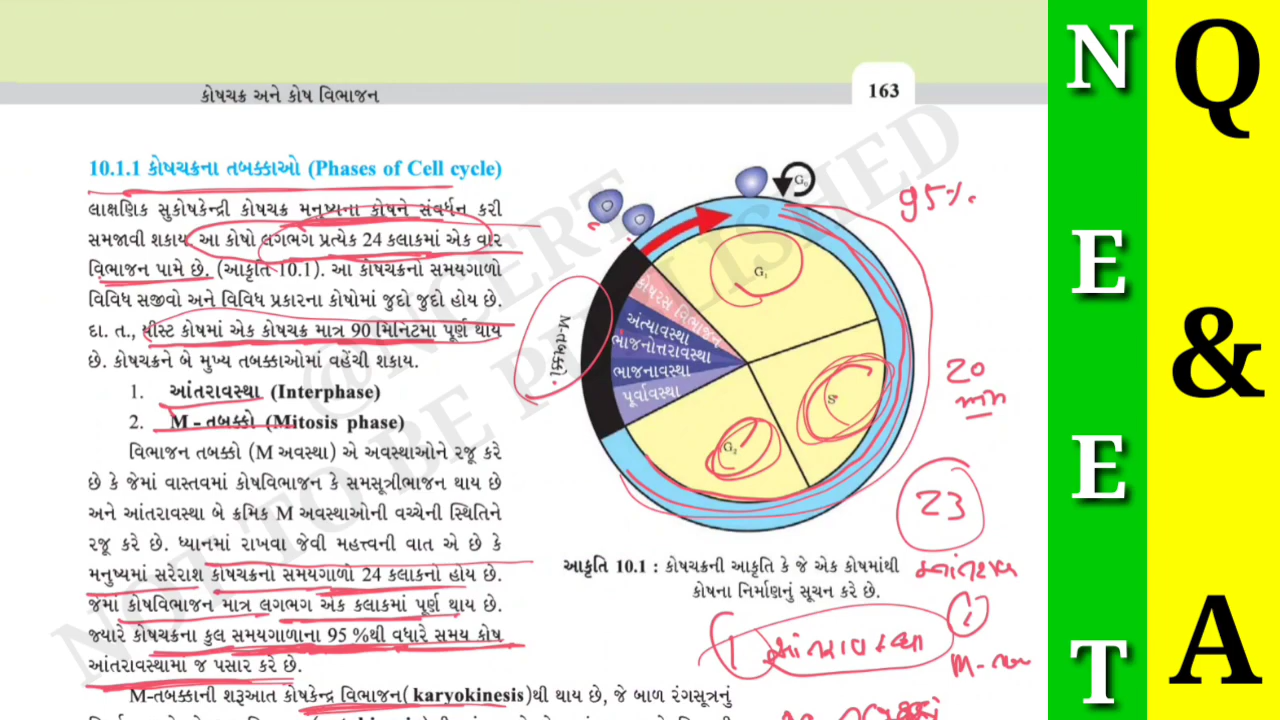 કોષચક્ર અને કોષ વિભાજન
163
10.1.1 કોષચક્રના તબક્કાઓ (Phases of Cell cycle)
લાક્ષણિક સુકોષકેન્દ્રી કોષચક્ર મનુષ્યના કોષને સંવર્ધન કરી
સમજાવી શકાય. આ કોષો લગભગ પ્રત્યેક 24 કલાકમાં એક વાર
વિભાજન પામે છે. (આકૃતિ 10.1). આ કોષચક્રનો સમયગાળો
વિવિધ સજીવો અને વિવિધ પ્રકારના કોષોમાં જુદો જુદો હોય છે.
દા. ત., યીસ્ટ કોષમાં એક કોષચક્ર માત્ર 90 મિનિટમા પૂર્ણ થાય
છે. કોષચક્રને બે મુખ્ય તબક્કાઓમાં વહેંચી શકાય.
1. આંતરાવસ્થા (Interphase)
2. M - તબક્કો (Mitosis phase)
વિભાજન તબક્કો (M અવસ્થા) એ અવસ્થાઓને રજૂ કરે
છે કે જેમાં વાસ્તવમાં કોષવિભાજન કે સમસૂત્રીભાજન થાય છે
અને આંતરાવસ્થા બે ક્રમિક M અવસ્થાઓની વચ્ચેની સ્થિતિને
રજૂ કરે છે. ધ્યાનમાં રાખવા જેવી મહત્ત્વની વાત એ છે કે
મનુષ્યમાં સરેરાશ કોષચક્રનો સમયગાળો 24 કલાકનો હોય છે.
જેમાં કોષવિભાજન માત્ર લગભગ એક કલાકમાં પૂર્ણ થાય છે.
જ્યારે કોષચક્રના કુલ સમયગાળાના 95 %થી વધારે સમય કોષ
આંતરાવસ્થામા જ પસાર કરે છે.
M-તબક્કાની શરૂઆત કોષકેન્દ્ર વિભાજન( karyokinesis)થી થાય છે, જે બાળ રંગસૂત્રનું
G₀
G₁
S
G₂
કોષરસ વિભાજન
અંત્યાવસ્થા
ભાજનોત્તરાવસ્થા
ભાજનાવસ્થા
પૂર્વાવસ્થા
M-તબક્કો
95%
20
23
આકૃતિ 10.1 : કોષચક્રની આકૃતિ કે જે એક કોષમાંથી
કોષના નિર્માણનું સૂચન કરે છે.
NOT TO BE PUBLISHED
NEET
Q & A